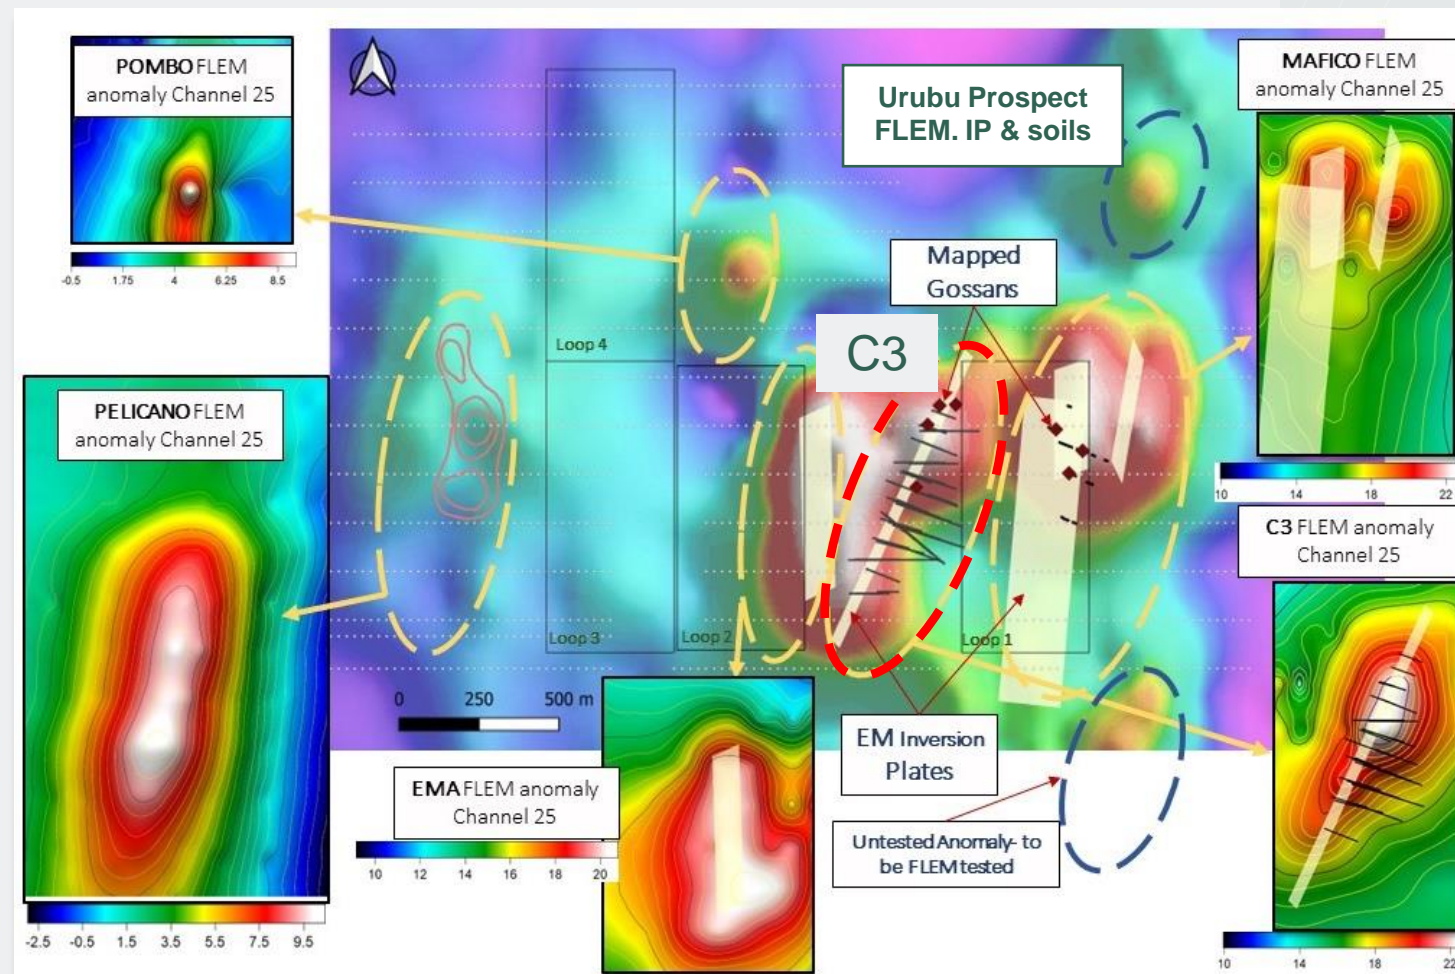 POMBO FLEM
anomaly Channel 25
-0.5 1.75 4 6.25 8.5
Urubu Prospect
FLEM. IP & soils
MAFICO FLEM
anomaly Channel 25
10 14 18 22
Mapped
Gossans
C3
Loop 4
Loop 3
Loop 2
Loop 1
PELICANO FLEM
anomaly Channel 25
-2.5 -0.5 1.5 3.5 5.5 7.5 9.5
0 250 500 m
EMA FLEM anomaly
Channel 25
10 12 14 16 18 20
EM Inversion
Plates
Untested Anomaly- to
be FLEM tested
C3 FLEM anomaly
Channel 25
10 14 18 22